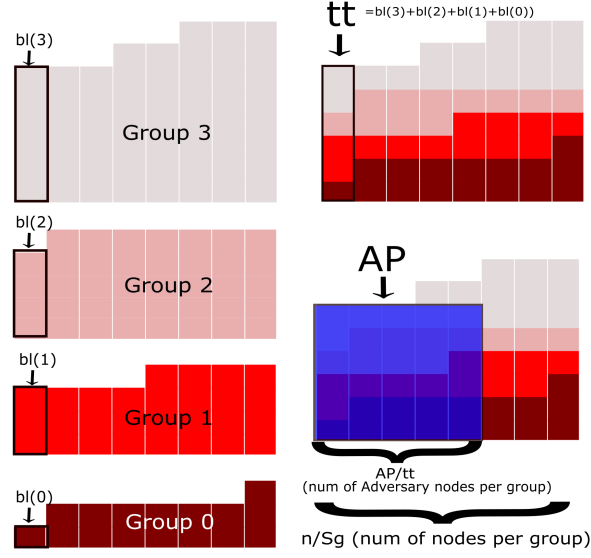 bl(3)
Group 3
bl(2)
Group 2
bl(1)
Group 1
bl(0)
Group 0
tt =bl(3)+bl(2)+bl(1)+bl(0))
AP
AP/tt
(num of Adversary nodes per group)
n/Sg (num of nodes per group)